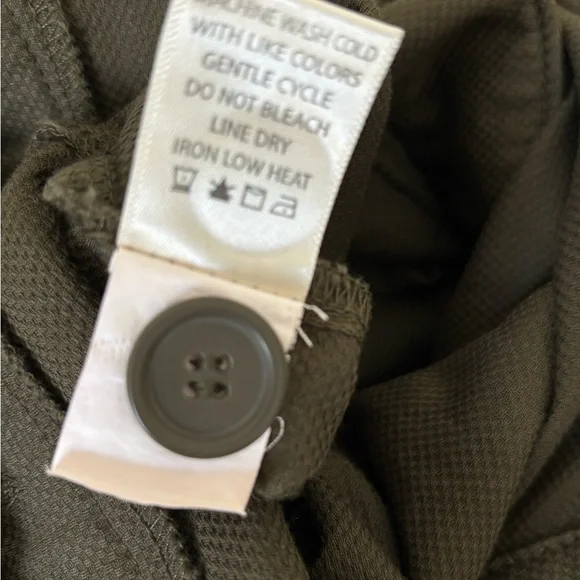 MACHINE WASH COLD
WITH LIKE COLORS
GENTLE CYCLE
DO NOT BLEACH
LINE DRY
IRON LOW HEAT